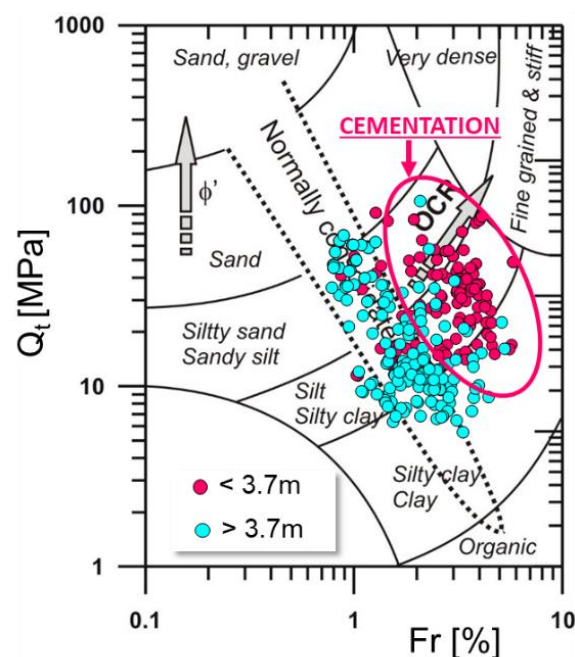 1000
100
10
1
Qt [MPa]
Sand, gravel
Very dense
Fine grained & stiff
CEMENTATION
Normally co
OCR
ϕ'
Sand
Siltty sand
Sandy silt
Silt
Silty clay
Silty clay
Clay
Organic
< 3.7m
> 3.7m
0.1
1
10
Fr [%]